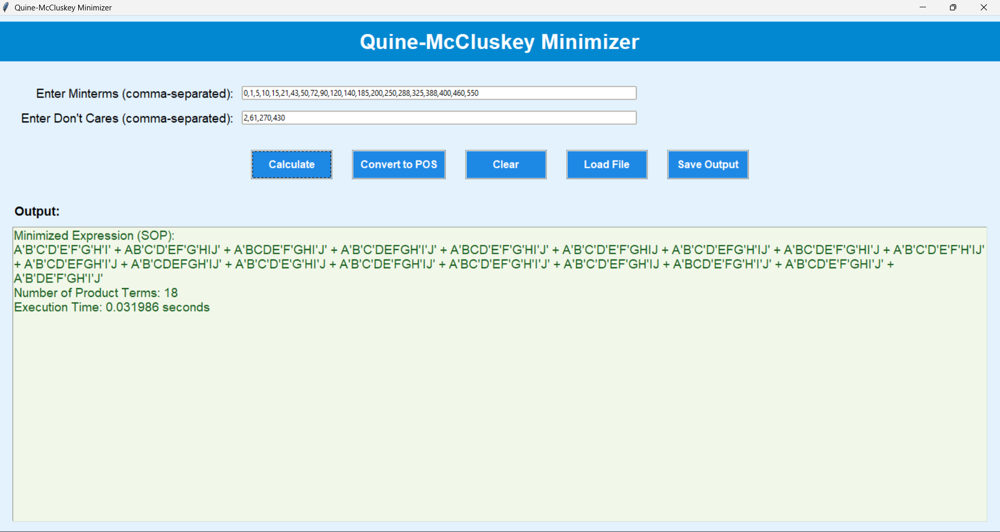 Quine-McCluskey Minimizer
Quine-McCluskey Minimizer
Enter Minterms (comma-separated): 0,1,5,10,15,21,43,50,72,90,120,140,185,200,250,288,325,388,400,460,550
Enter Don't Cares (comma-separated): 2,61,270,430
Calculate Convert to POS Clear Load File Save Output
Output:
Minimized Expression (SOP):
A'B'C'D'E'F'G'H'I' + AB'C'D'EF'G'HIJ' + A'BCDE'F'GHI'J' + A'B'C'DEFGH'I'J' + A'BCD'E'F'G'HI'J' + A'B'C'D'E'F'GHIJ + A'B'C'D'EFG'H'IJ' + A'BC'DE'F'G'HI'J + A'B'C'D'E'F'H'IJ'
+ A'B'CD'EFGH'I'J + A'B'CDEFGH'IJ' + A'B'C'D'E'G'HI'J + A'B'C'DE'FGH'IJ' + A'BC'D'EF'G'H'I'J' + A'B'C'D'EF'GH'IJ + A'BCD'E'FG'H'I'J' + A'B'CD'E'F'GHI'J' +
A'B'DE'F'GH'I'J'
Number of Product Terms: 18
Execution Time: 0.031986 seconds